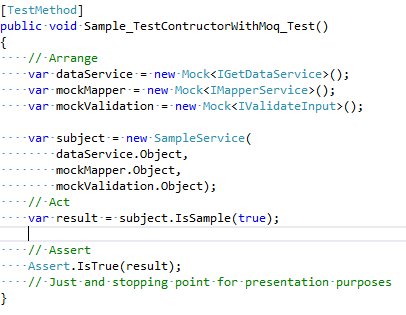 [TestMethod]
public void Sample_TestContructorWithMoq_Test()
{
    // Arrange
    var dataService = new Mock<IGetDataService>();
    var mockMapper = new Mock<IMapperService>();
    var mockValidation = new Mock<IValidateInput>();

    var subject = new SampleService(
        dataService.Object,
        mockMapper.Object,
        mockValidation.Object);
    // Act
    var result = subject.IsSample(true);

    // Assert
    Assert.IsTrue(result);
    // Just and stopping point for presentation purposes
}